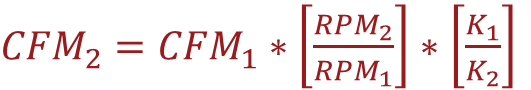 CFM₂ = CFM₁ * [RPM₂/RPM₁] * [K₁/K₂]